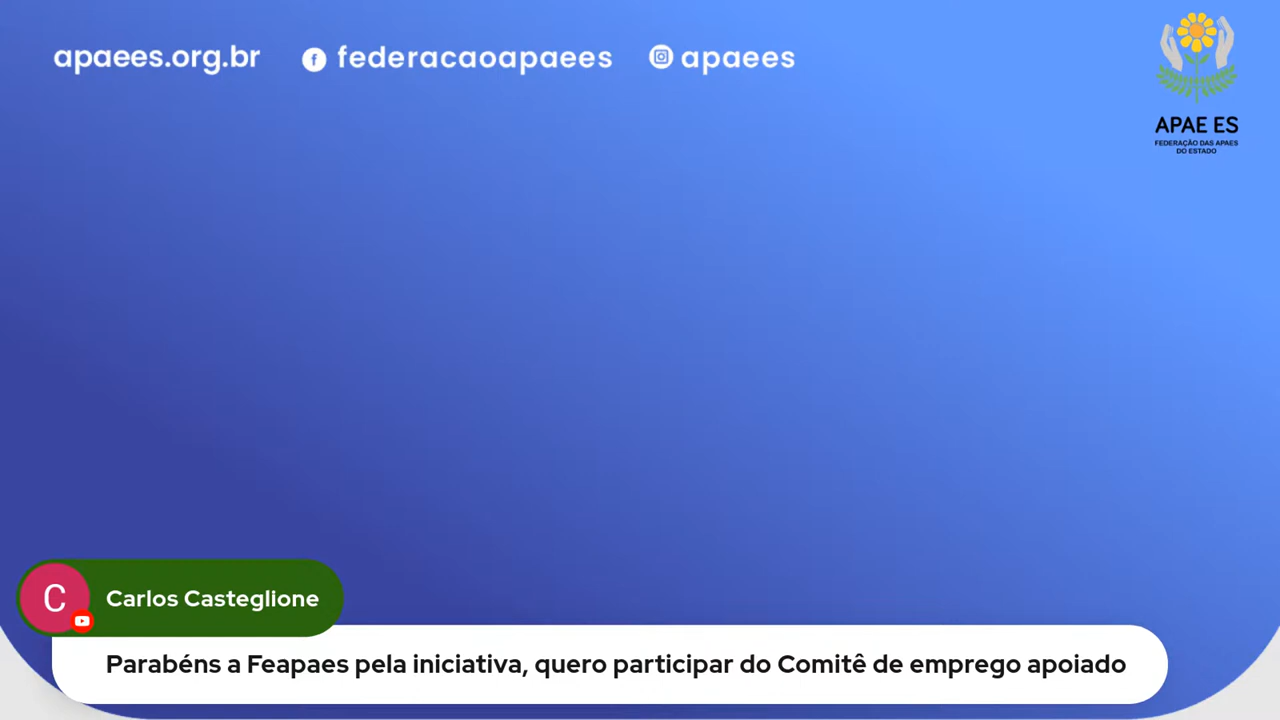 apaees.org.br federacaoapaees apaees
APAE ES
FEDERAÇÃO DAS APAES
DO ESTADO
C Carlos Casteglione
Parabéns a Feapaes pela iniciativa, quero participar do Comitê de emprego apoiado